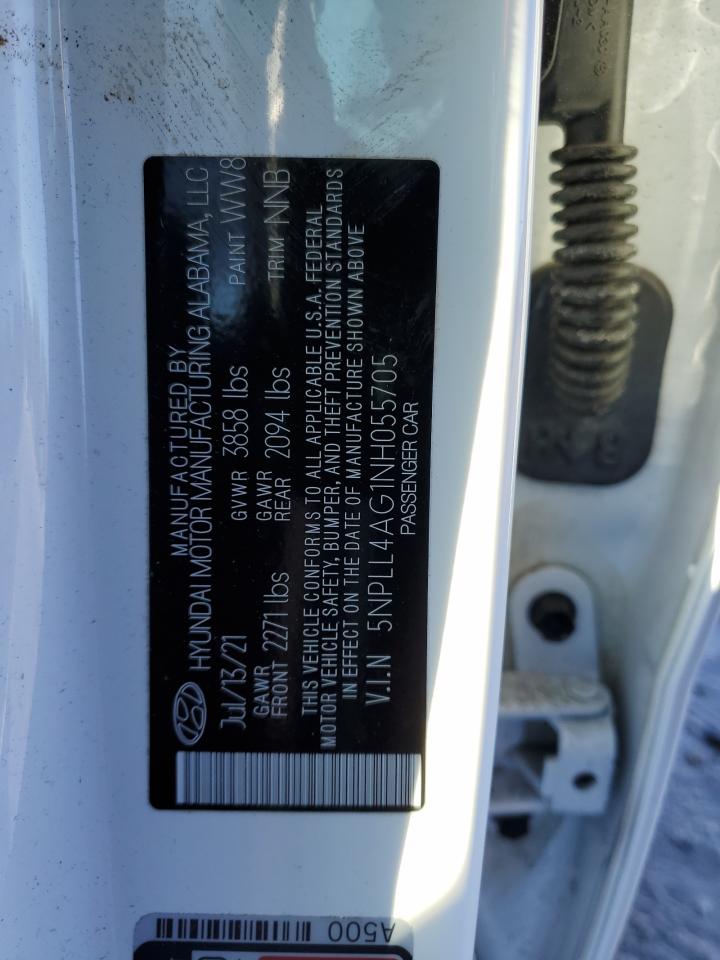 MANUFACTURED BY
HYUNDAI MOTOR MANUFACTURING ALABAMA, LLC
Jul/13/21 GVWR 3858 lbs PAINT WW8
GAWR FRONT 2271 lbs GAWR REAR 2094 lbs TRIM NNB
THIS VEHICLE CONFORMS TO ALL APPLICABLE U.S.A. FEDERAL
MOTOR VEHICLE SAFETY, BUMPER, AND THEFT PREVENTION STANDARDS
IN EFFECT ON THE DATE OF MANUFACTURE SHOWN ABOVE
V.I.N 5NPLL4AG1NH055705
PASSENGER CAR
A500